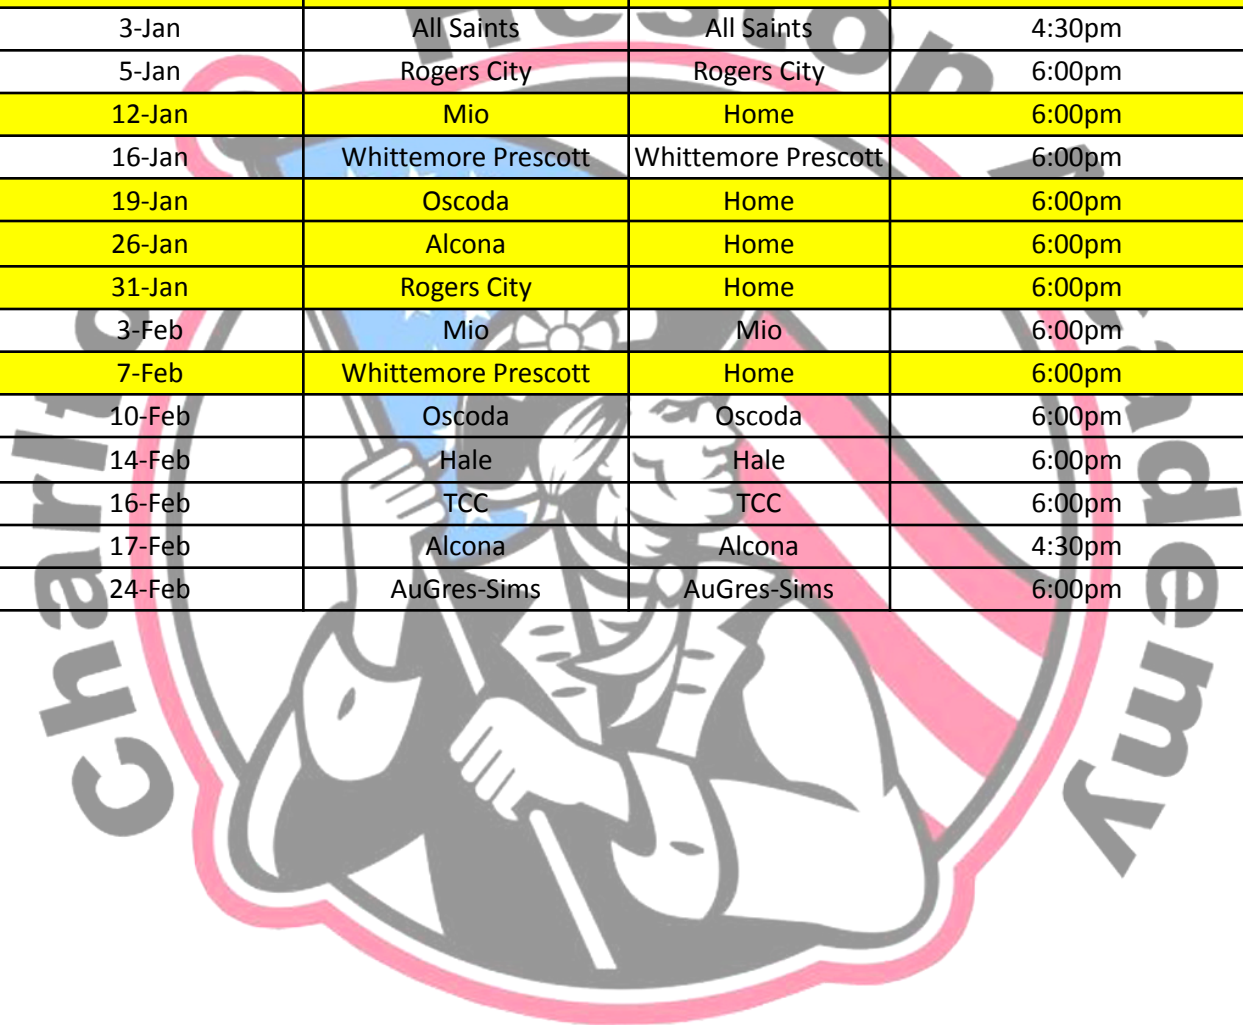 3-Jan All Saints All Saints 4:30pm
5-Jan Rogers City Rogers City 6:00pm
12-Jan Mio Home 6:00pm
16-Jan Whittemore Prescott Whittemore Prescott 6:00pm
19-Jan Oscoda Home 6:00pm
26-Jan Alcona Home 6:00pm
31-Jan Rogers City Home 6:00pm
3-Feb Mio Mio 6:00pm
7-Feb Whittemore Prescott Home 6:00pm
10-Feb Oscoda Oscoda 6:00pm
14-Feb Hale Hale 6:00pm
16-Feb TCC TCC 6:00pm
17-Feb Alcona Alcona 4:30pm
24-Feb AuGres-Sims AuGres-Sims 6:00pm
Charlton Heston Academy